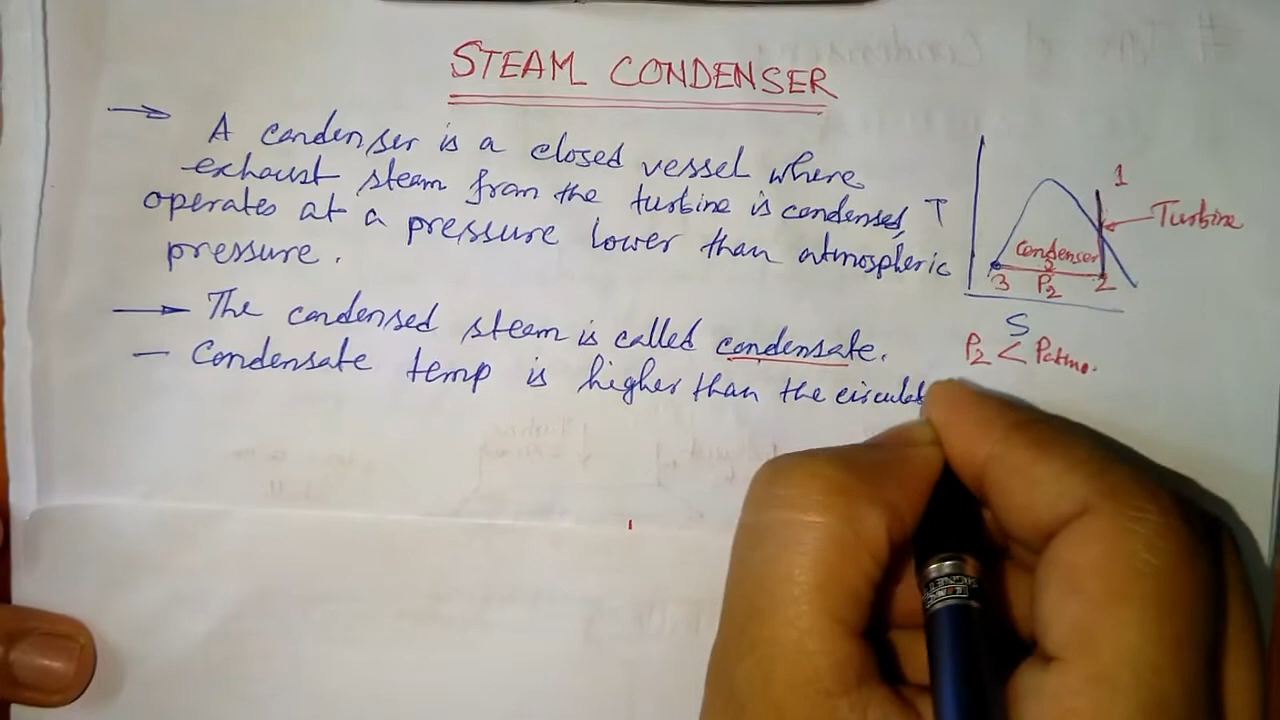 STEAM CONDENSER
A condenser is a closed vessel where
exhaust steam from the turbine is condensed,
operates at a pressure lower than atmospheric
pressure.
The condensed steam is called condensate.
– Condensate temp is higher than the circulat
T
1
Turbine
Condenser
3
P2
2
S
P2 < Patmo.